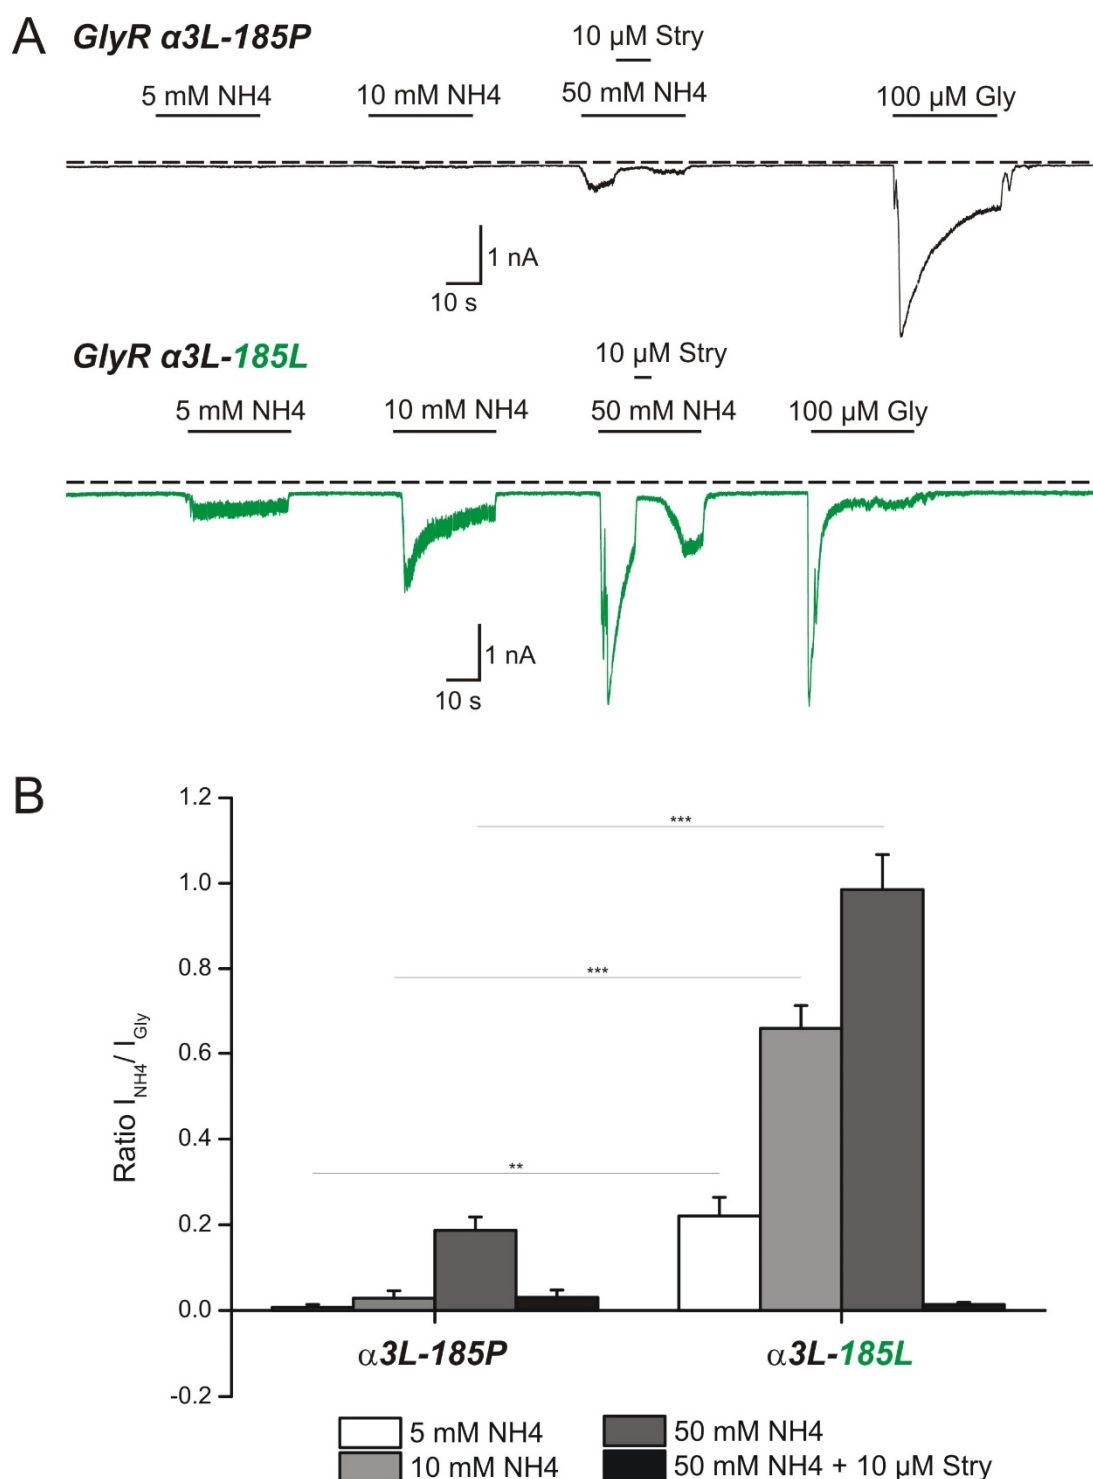 A GlyR α3L-185P
10 µM Stry
5 mM NH4 10 mM NH4 50 mM NH4 100 µM Gly
1 nA
10 s
GlyR α3L-185L
10 µM Stry
5 mM NH4 10 mM NH4 50 mM NH4 100 µM Gly
1 nA
10 s
B
1.2
***
1.0
0.8
***
0.6
0.4
**
0.2
0.0
-0.2
Ratio I_NH4/ I_Gly
α3L-185P α3L-185L
5 mM NH4 50 mM NH4
10 mM NH4 50 mM NH4 + 10 µM Stry